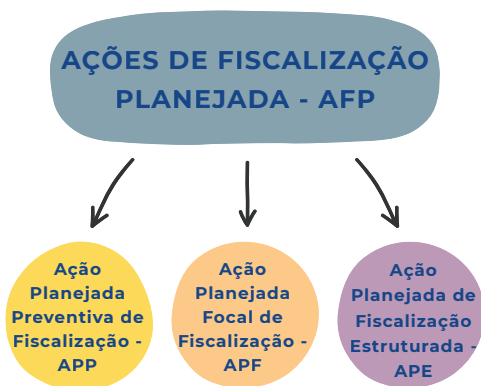 AÇÕES DE FISCALIZAÇÃO
PLANEJADA - AFP
Ação
Planejada
Preventiva de
Fiscalização -
APP
Ação
Planejada
Focal de
Fiscalização -
APF
Ação
Planejada de
Fiscalização
Estruturada -
APE